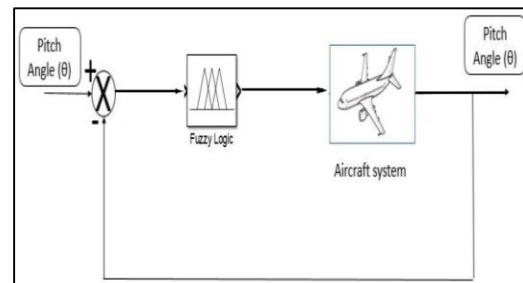 Pitch
Angle (θ)
Pitch
Angle (θ)
+
-
Fuzzy Logic
Aircraft system